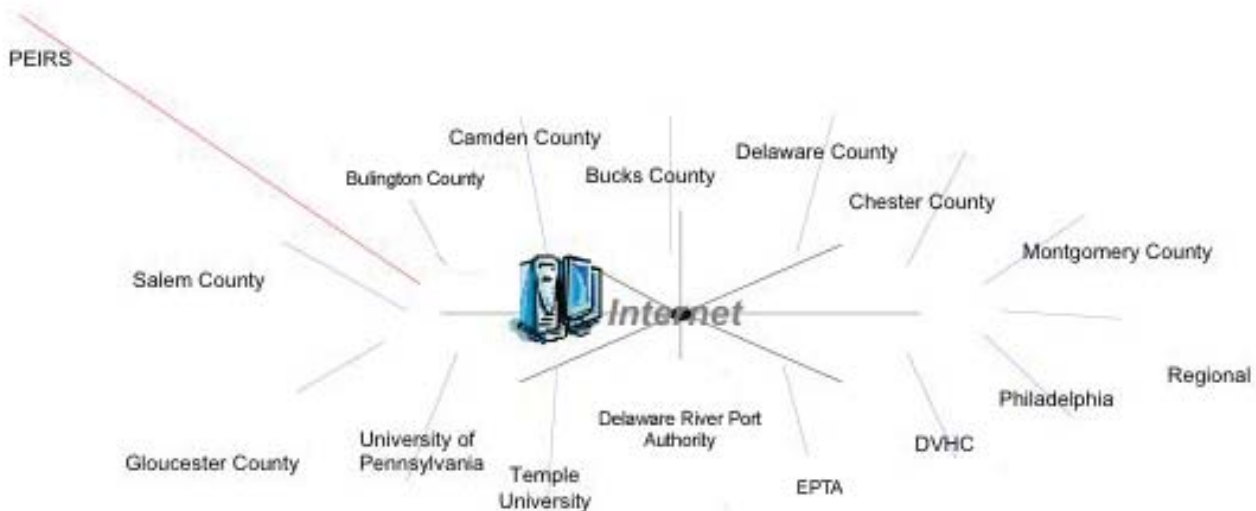 PEIRS
Camden County
Delaware County
Bulington County
Bucks County
Chester County
Montgomery County
Salem County
Internet
Regional
Philadelphia
Delaware River Port
Authority
University of
Pennsylvania
DVHC
Gloucester County
Temple
University
EPTA